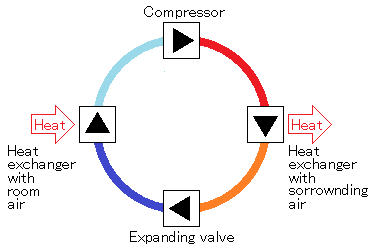 Compressor
Heat
Heat
Heat
exchanger
with
room
air
Heat
exchanger
with
sorrownding
air
Expanding valve